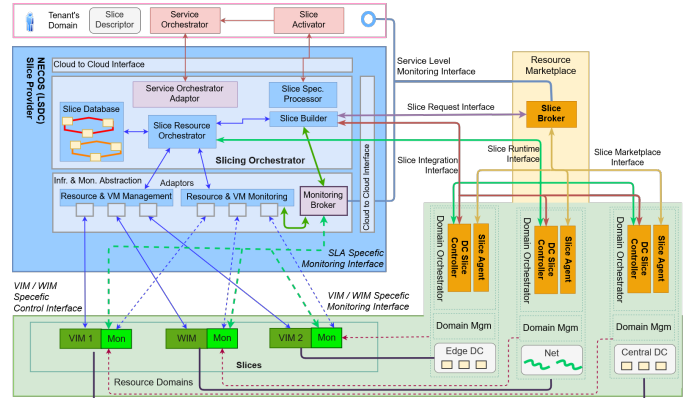 Tenant's
Domain
Slice
Descriptor
Service
Orchestrator
Slice
Activator
NECOS (LSDC)
Slice Provider
Cloud to Cloud Interface
Service Level
Monitoring Interface
Resource
Marketplace
Service Orchestrator
Adaptor
Slice Spec.
Processor
Slice Database
Slice Resource
Orchestrator
Slice Builder
Slice Request Interface
Slice
Broker
Slicing Orchestrator
Cloud to Cloud Interface
Slice Integration
Interface
Slice Runtime
Interface
Slice Marketplace
Interface
Infr. & Mon. Abstraction
Adaptors
Resource & VM Management
Resource & VM Monitoring
Monitoring
Broker
SLA Spegific
Monitoring Interface
Domain Orchestrator
DC Slice
Controller
Slice Agent
Domain Orchestrator
DC Slice
Controller
Slice Agent
Domain Orchestrator
DC Slice
Controller
Slice Agent
VIM / WIM
Spegific
Control Interface
VIM / WIM Spegific
Monitoring Interface
Domain Mgm
Domain Mgm
Domain Mgm
VIM 1
Mon
WIM
Mon
VIM 2
Mon
Edge DC
Net
Central DC
Slices
Resource Domains